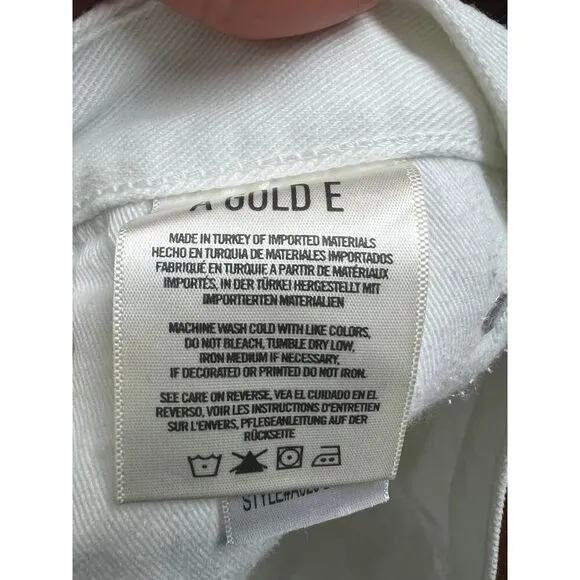 A GOLD E
MADE IN TURKEY OF IMPORTED MATERIALS
HECHO EN TURQUIA DE MATERIALES IMPORTADOS
FABRIQUÉ EN TURQUIE A PARTIR DE MATÉRIAUX
IMPORTÉS, IN DER TÜRKEI HERGESTELLT MIT
IMPORTIERTEN MATERIALIEN
MACHINE WASH COLD WITH LIKE COLORS,
DO NOT BLEACH, TUMBLE DRY LOW,
IRON MEDIUM IF NECESSARY.
IF DECORATED OR PRINTED DO NOT IRON.
SEE CARE ON REVERSE, VEA EL CUIDADO EN EL
REVERSO, VOIR LES INSTRUCTIONS D'ENTRETIEN
SUR L'ENVERS, PFLEGEANLEITUNG AUF DER
RÜCKSEITE